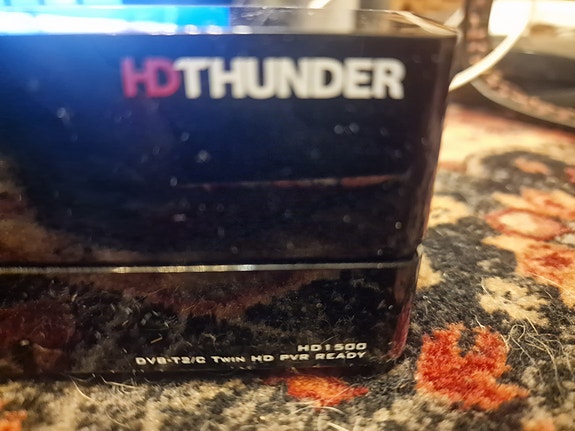 HDTHUNDER
HD1500
DVB-T2/C TWIN HD PVR READY